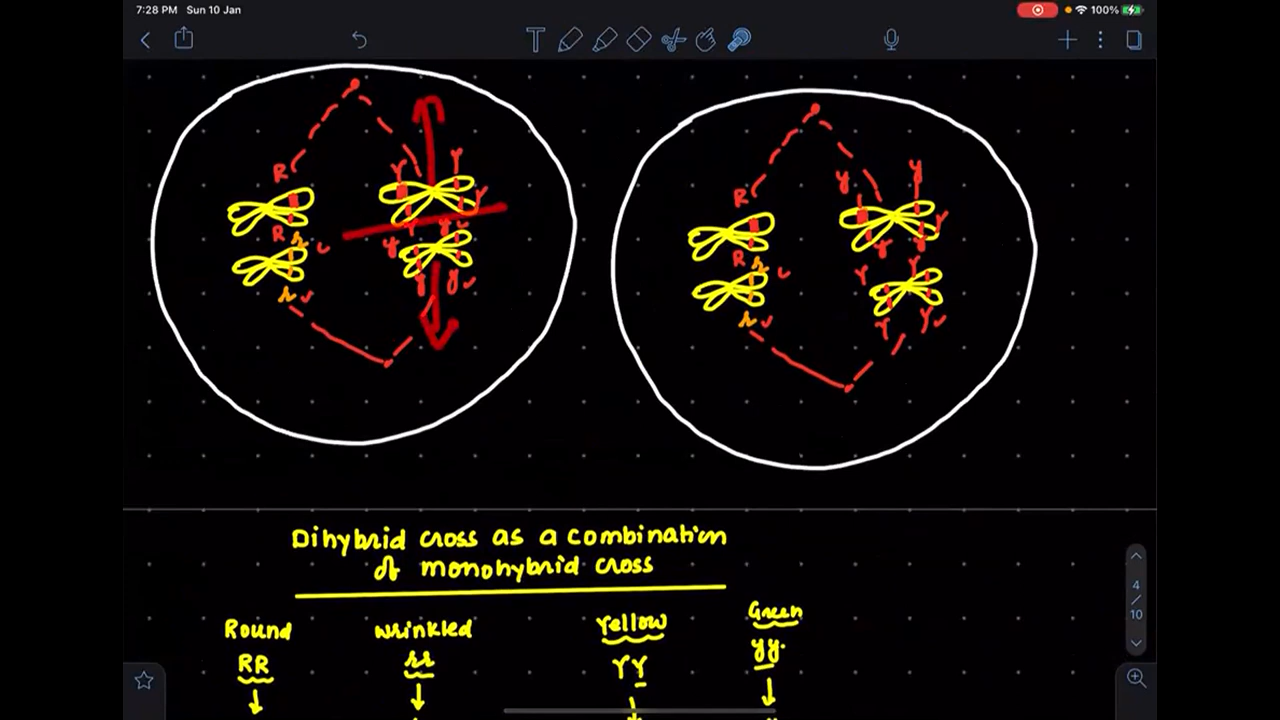 7:28 PM Sun 10 Jan
100%
T
R
Y Y
Y
R
Y
r
y y
r
y y
R
y y
y
R
y y
r
Y Y
r
Y Y
Dihybrid cross as a combination
of monohybrid cross
Round wrinkled Yellow Green
RR rr YY yy
4
/
10